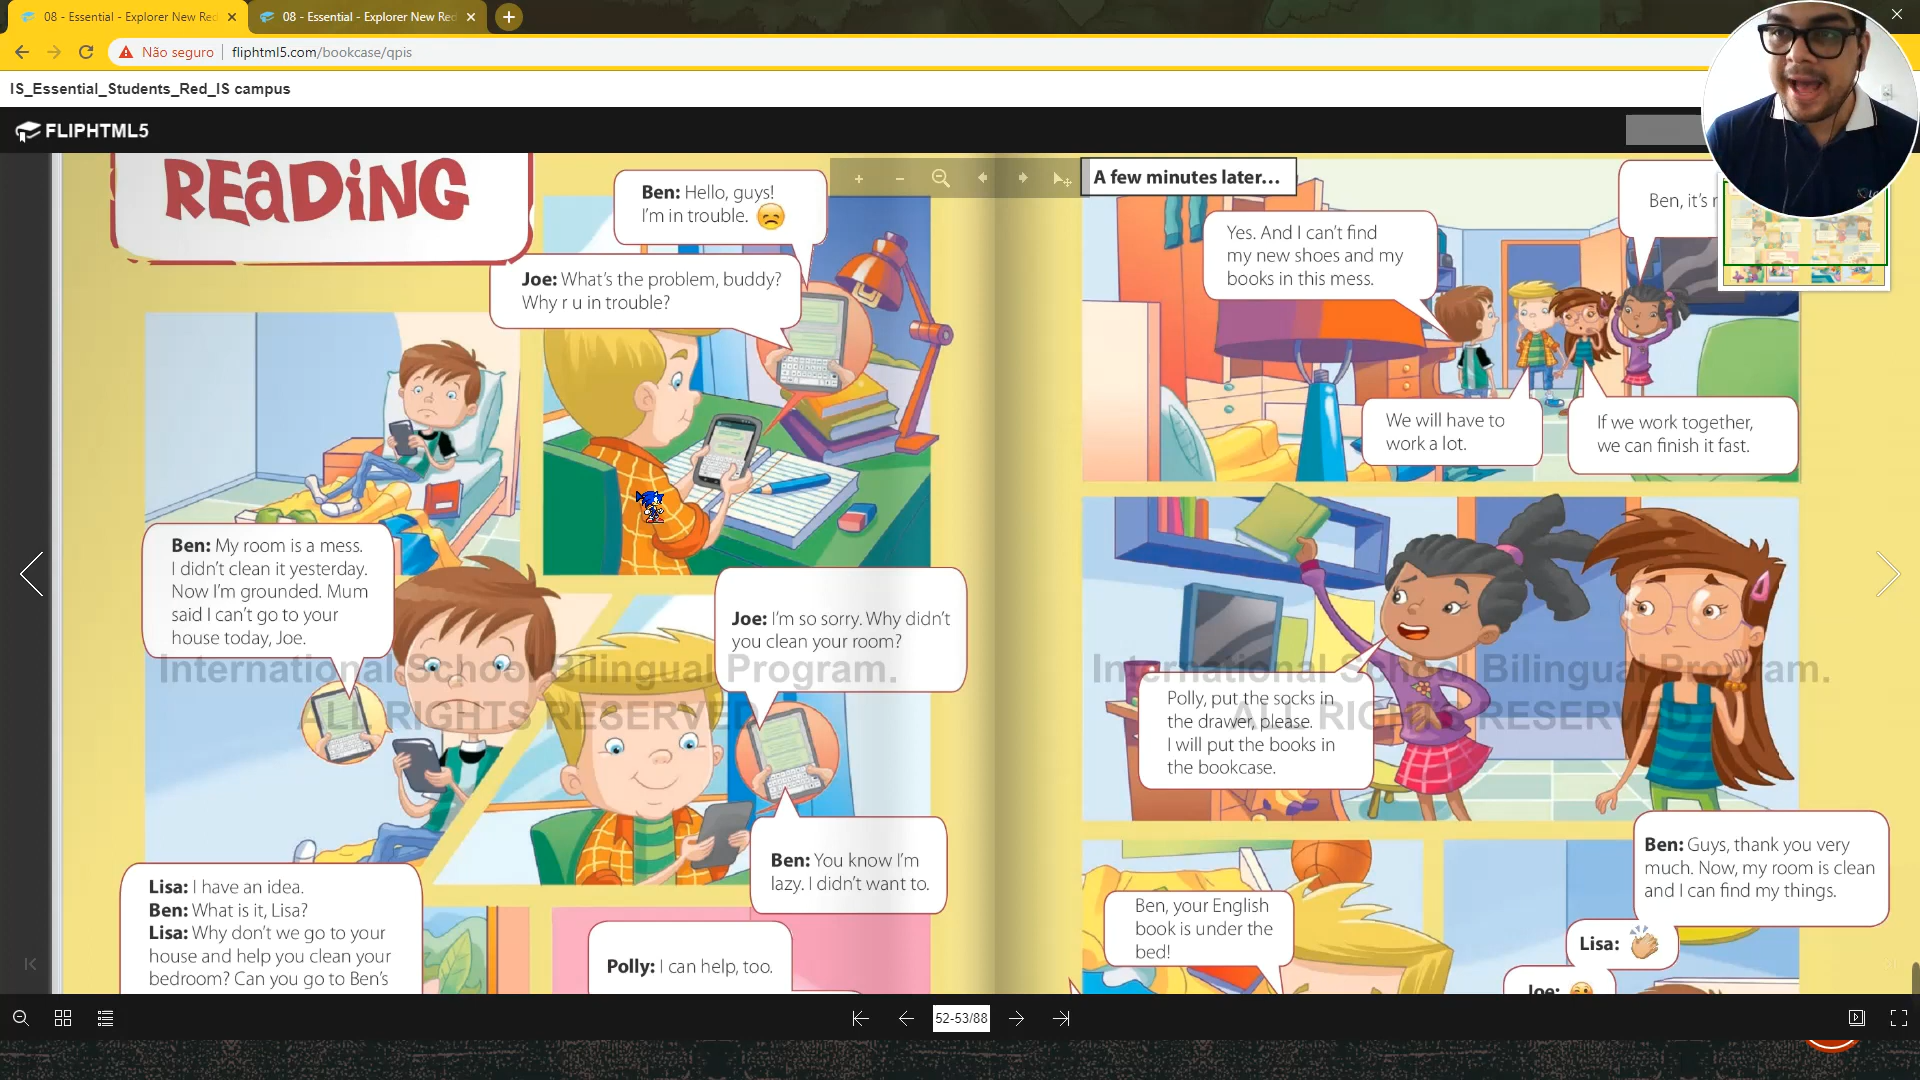 08 - Essential - Explorer New Red
08 - Essential - Explorer New Red
Não seguro
fliphtml5.com/bookcase/qpis
IS_Essential_Students_Red_IS campus
FLIPHTML5
READING
Ben: Hello, guys!
I'm in trouble.
Joe: What's the problem, buddy?
Why r u in trouble?
Ben: My room is a mess.
I didn't clean it yesterday.
Now I'm grounded. Mum
said I can't go to your
house today, Joe.
Joe: I'm so sorry. Why didn't
you clean your room?
Ben: You know I'm
lazy. I didn't want to.
Lisa: I have an idea.
Ben: What is it, Lisa?
Lisa: Why don't we go to your
house and help you clean your
bedroom? Can you go to Ben's
Polly: I can help, too.
International School Bilingual Program.
ALL RIGHTS RESERVED
A few minutes later...
Ben, it's
Yes. And I can't find
my new shoes and my
books in this mess.
We will have to
work a lot.
If we work together,
we can finish it fast.
Polly, put the socks in
the drawer, please.
I will put the books in
the bookcase.
International School Bilingual Program.
ALL RIGHTS RESERVED
Ben, your English
book is under the
bed!
Ben: Guys, thank you very
much. Now, my room is clean
and I can find my things.
Lisa:
Joe:
52-53/88